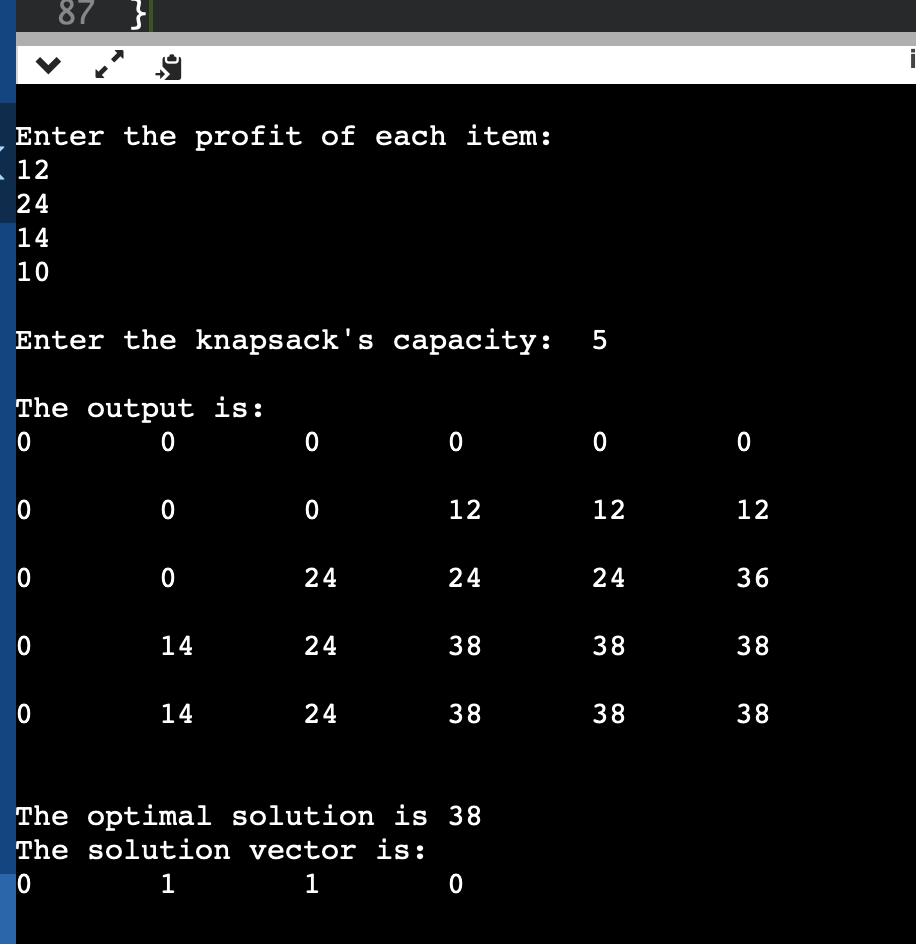 87 }
Enter the profit of each item:
12
24
14
10
Enter the knapsack's capacity: 5
The output is:
0 0 0 0 0 0
0 0 0 12 12 12
0 0 24 24 24 36
0 14 24 38 38 38
0 14 24 38 38 38
The optimal solution is 38
The solution vector is:
0 1 1 0